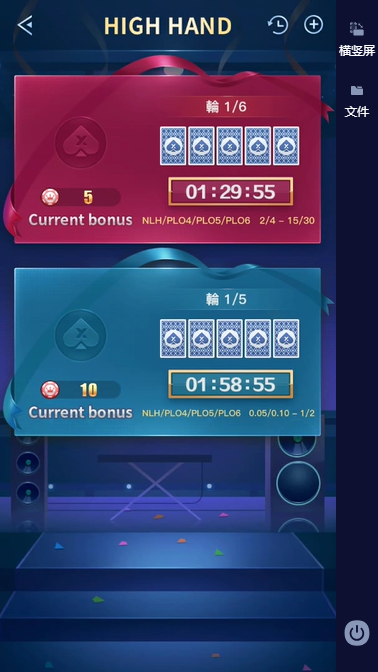 HIGH HAND
横竖屏
文件
輪 1/6
5
01:29:55
Current bonus
NLH/PLO4/PLO5/PLO6 2/4 - 15/30
輪 1/5
10
01:58:55
Current bonus
NLH/PLO4/PLO5/PLO6 0.05/0.10 - 1/2